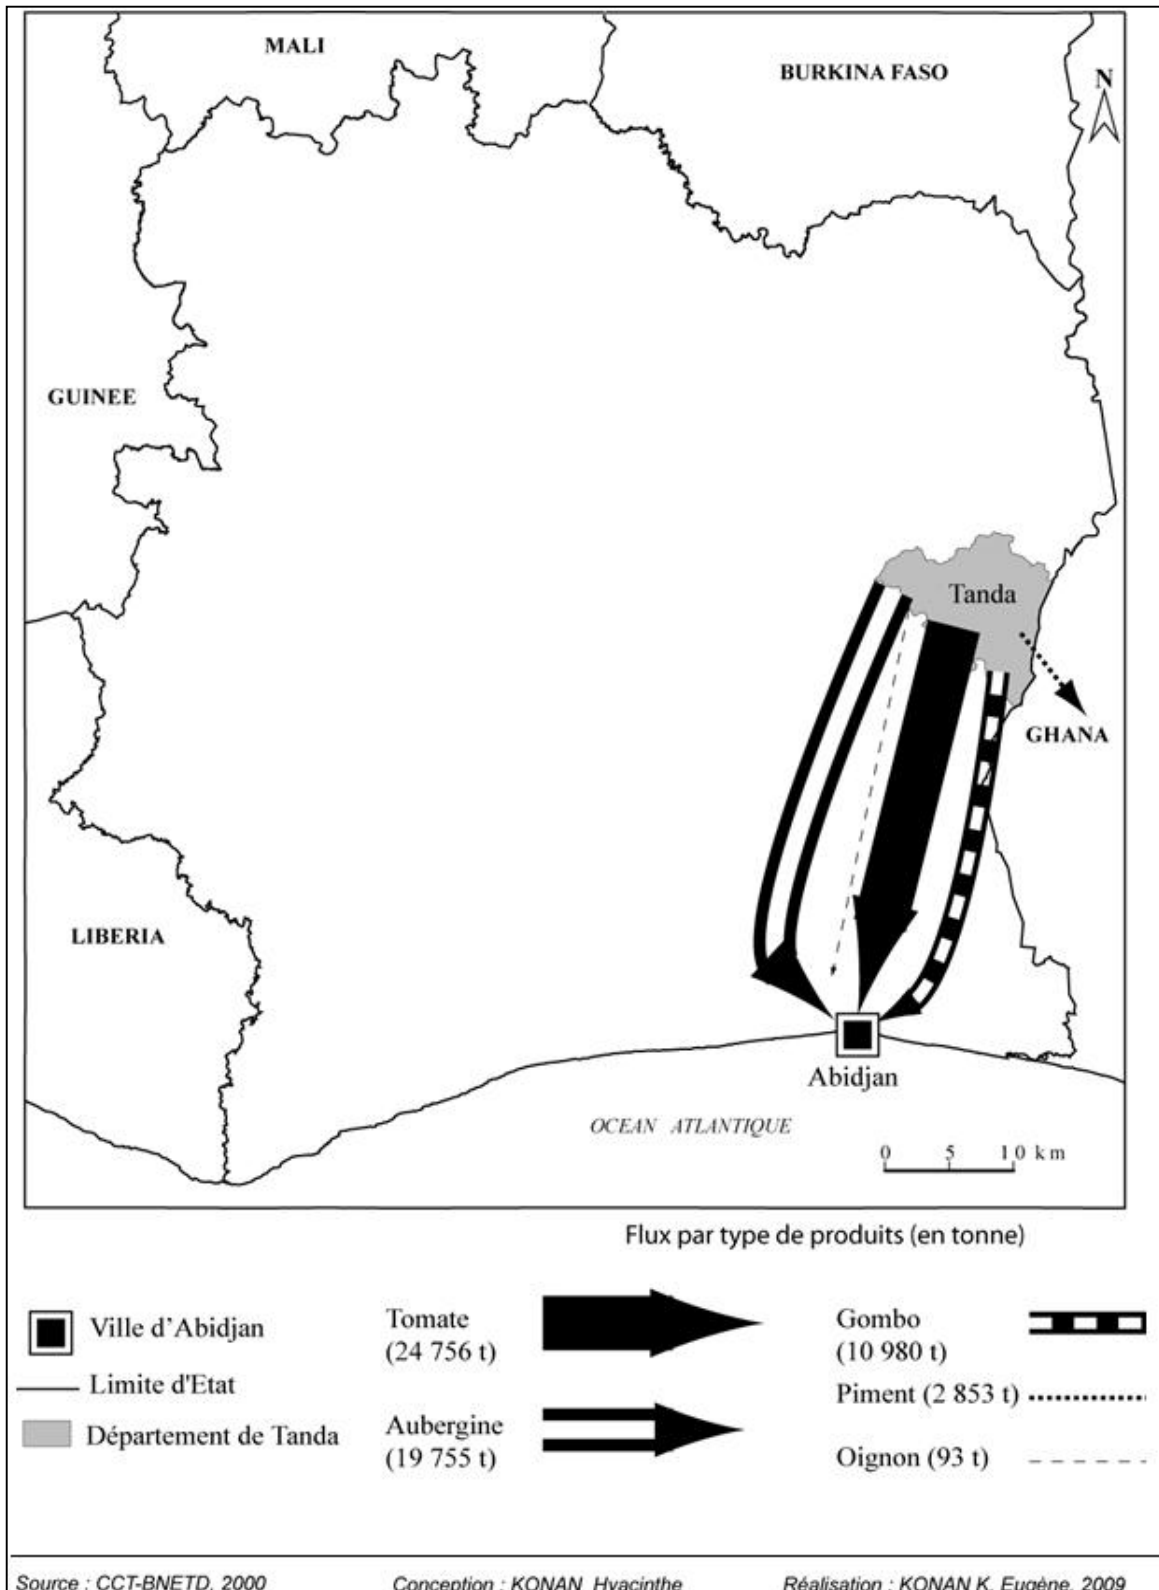 MALI
BURKINA FASO
N
GUINEE
Tanda
GHANA
LIBERIA
Abidjan
OCEAN ATLANTIQUE
0 5 10 km
Flux par type de produits (en tonne)
Ville d'Abidjan
Limite d'Etat
Département de Tanda
Tomate
(24 756 t)
Aubergine
(19 755 t)
Gombo
(10 980 t)
Piment (2 853 t)
Oignon (93 t)
Source : CCT-BNETD, 2000 Conception : KONAN Hyacinthe Réalisation : KONAN K. Eugène, 2009